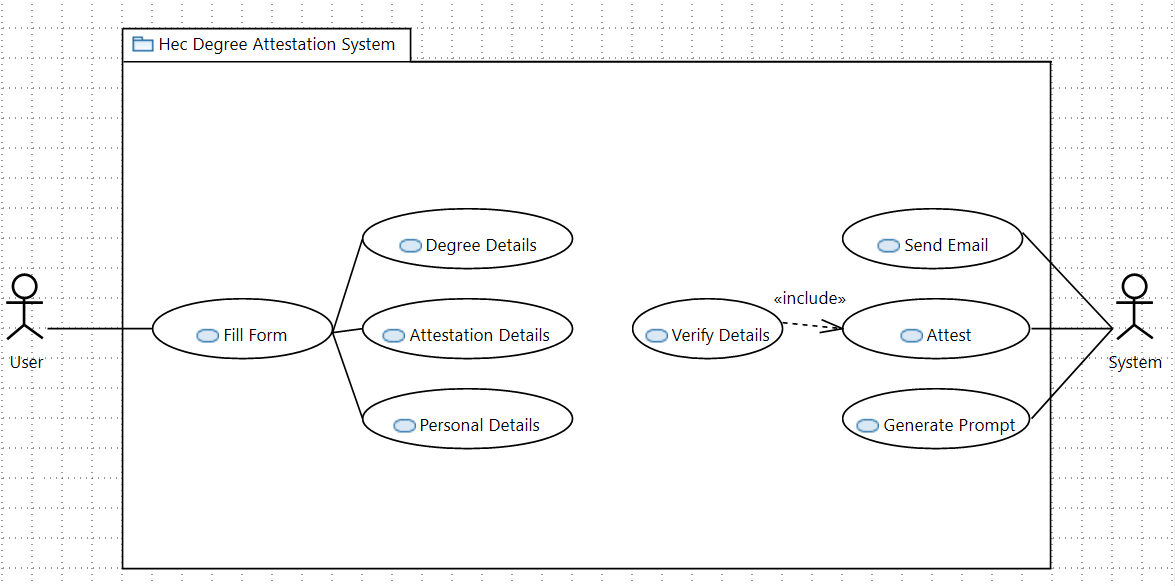 Hec Degree Attestation System
Degree Details
Send Email
«include»
Fill Form
Attestation Details
Verify Details
Attest
User
System
Personal Details
Generate Prompt